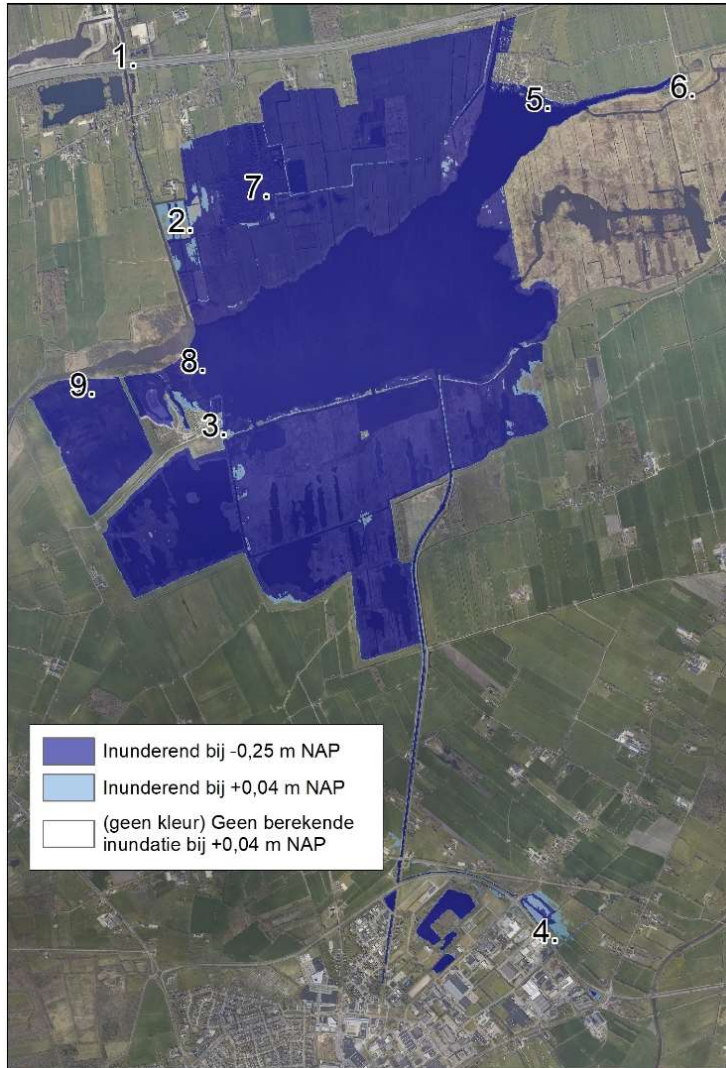 1.
6.
5.
7.
2.
8.
9.
3.
Inunderend bij -0,25 m NAP
Inunderend bij +0,04 m NAP
(geen kleur) Geen berekende
inundatie bij +0,04 m NAP
4.